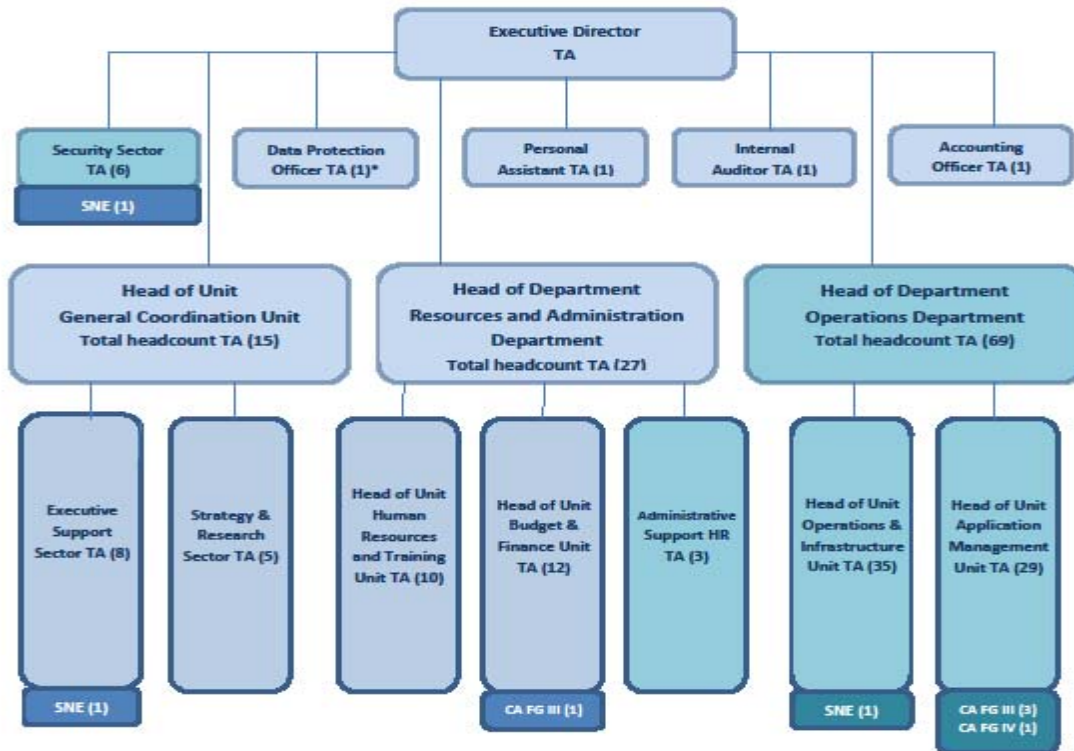 Executive Director
TA
Security Sector
TA (6)
SNE (1)
Data Protection
Officer TA (1)*
Personal
Assistant TA (1)
Internal
Auditor TA (1)
Accounting
Officer TA (1)
Head of Unit
General Coordination Unit
Total headcount TA (15)
Head of Department
Resources and Administration
Department
Total headcount TA (27)
Head of Department
Operations Department
Total headcount TA (69)
Executive
Support
Sector TA (8)
SNE (1)
Strategy &
Research
Sector TA (5)
Head of Unit
Human
Resources
and Training
Unit TA (10)
Head of Unit
Budget &
Finance Unit
TA (12)
CA FG III (1)
Administrative
Support HR
TA (3)
Head of Unit
Operations &
Infrastructure
Unit TA (35)
SNE (1)
Head of Unit
Application
Management
Unit TA (29)
CA FG III (3)
CA FG IV (1)